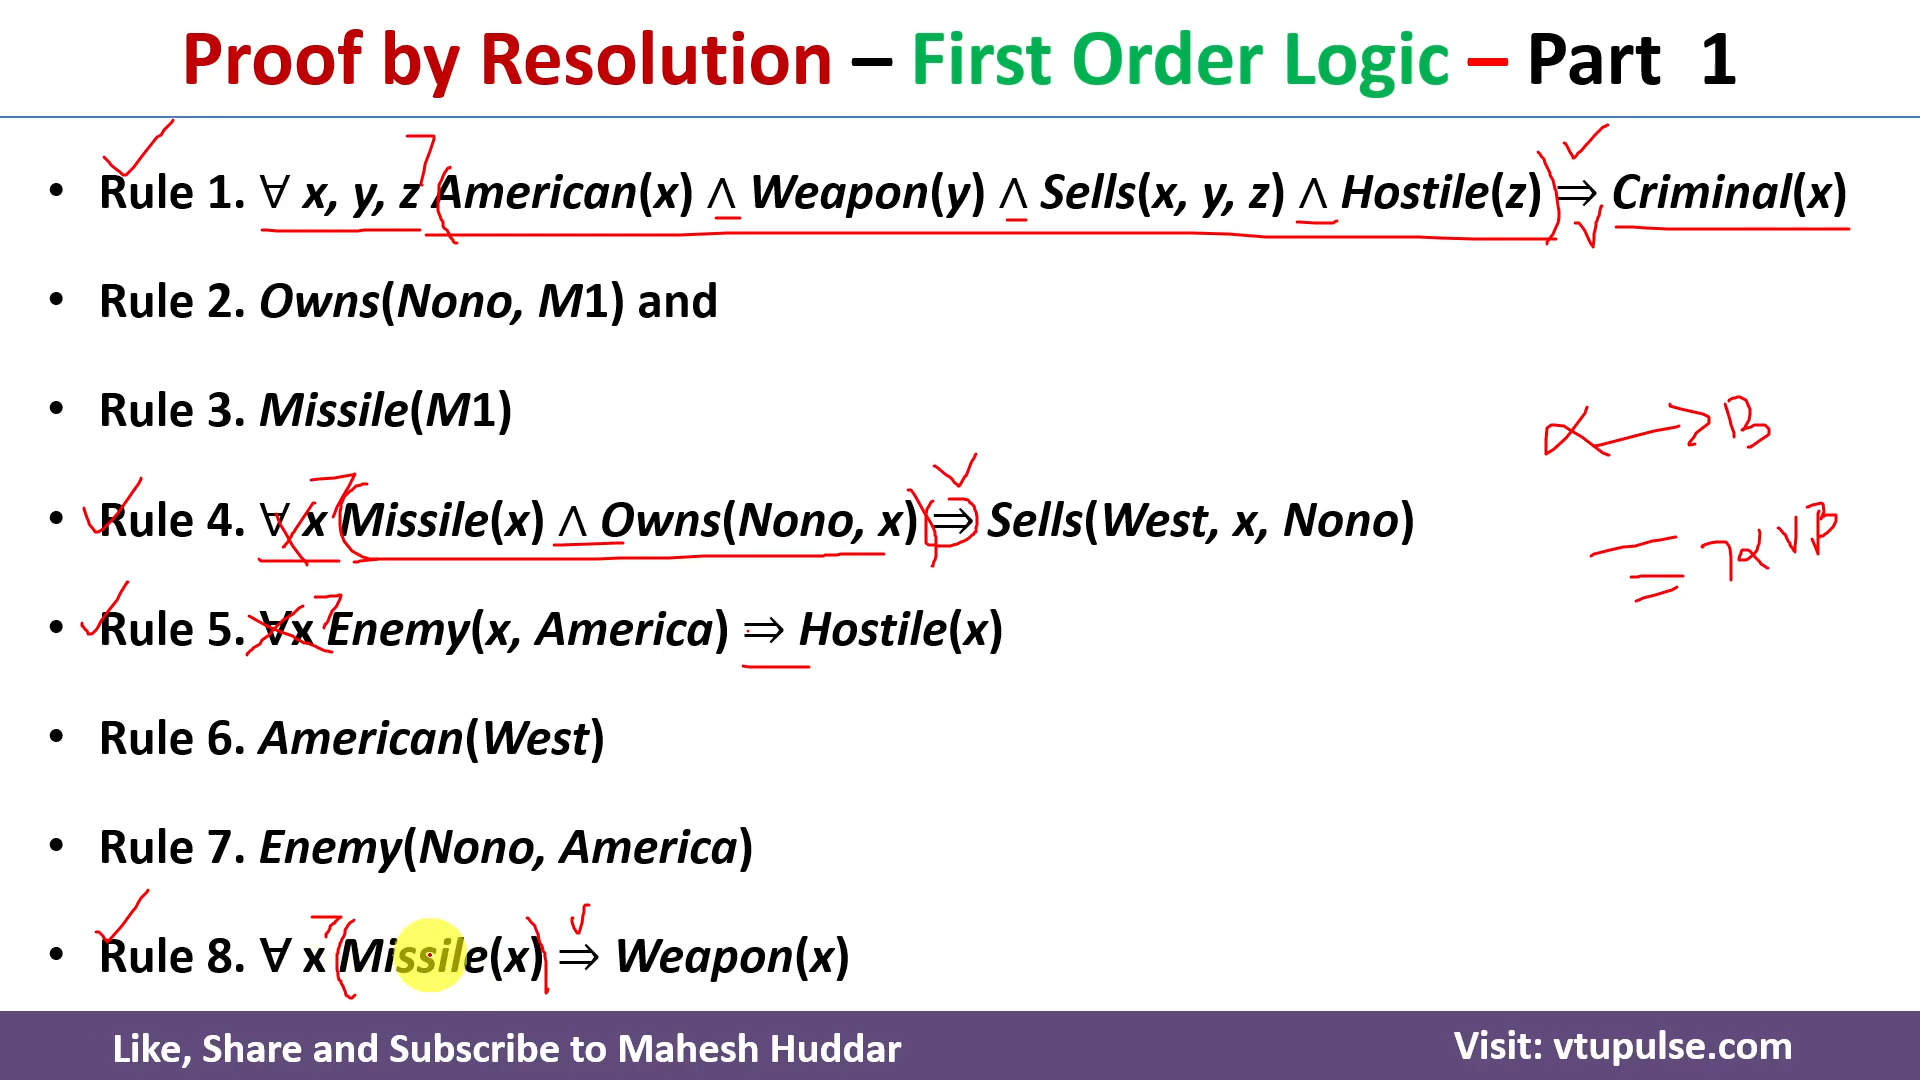 Proof by Resolution – First Order Logic – Part 1
• Rule 1. ∀ x, y, z ¬(American(x) ∧ Weapon(y) ∧ Sells(x, y, z) ∧ Hostile(z)) ⇒ Criminal(x)
∨
• Rule 2. Owns(Nono, M1) and
• Rule 3. Missile(M1)
α → B
• Rule 4. ∀ x ¬(Missile(x) ∧ Owns(Nono, x)) ⇒ Sells(West, x, Nono)
≡ ¬α ∨ β
• Rule 5. ∀x ¬Enemy(x, America) ⇒ Hostile(x)
• Rule 6. American(West)
• Rule 7. Enemy(Nono, America)
• Rule 8. ∀ x ¬(Missile(x)) ⇒ Weapon(x)
Like, Share and Subscribe to Mahesh Huddar
Visit: vtupulse.com